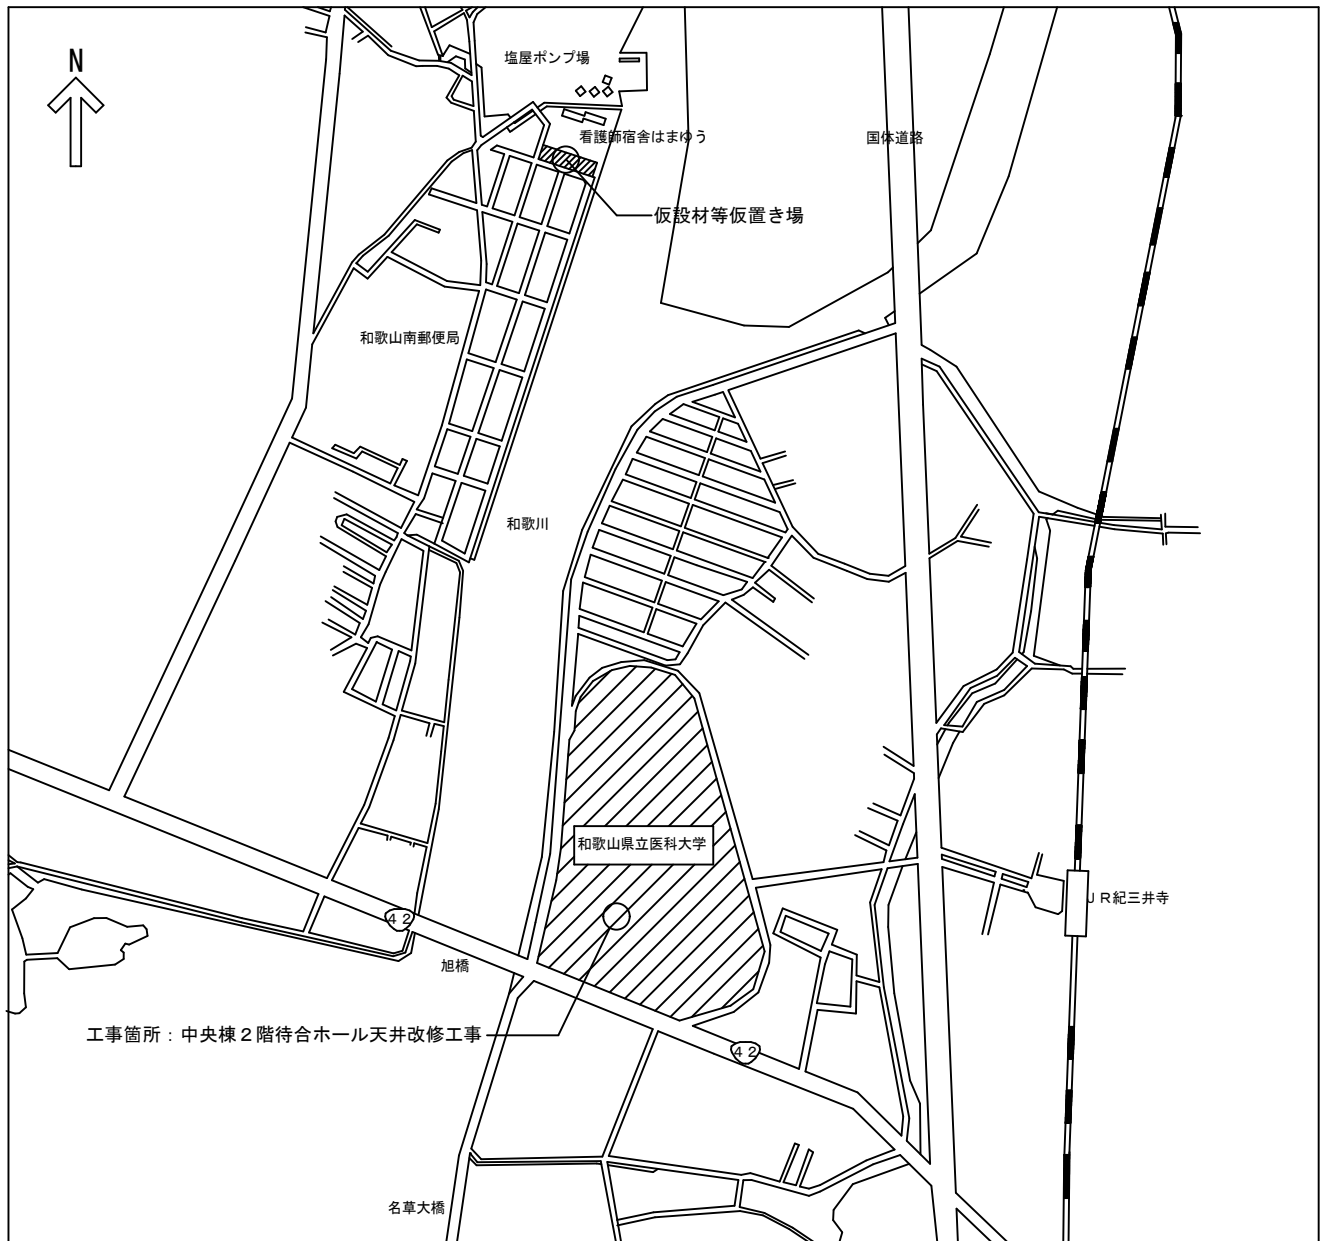 N
塩屋ポンプ場
看護師宿舎はまゆう
国体道路
仮設材等仮置き場
和歌山南郵便局
和歌川
和歌山県立医科大学
ＪＲ紀三井寺
４２
旭橋
工事箇所：中央棟２階待合ホール天井改修工事
４２
名草大橋